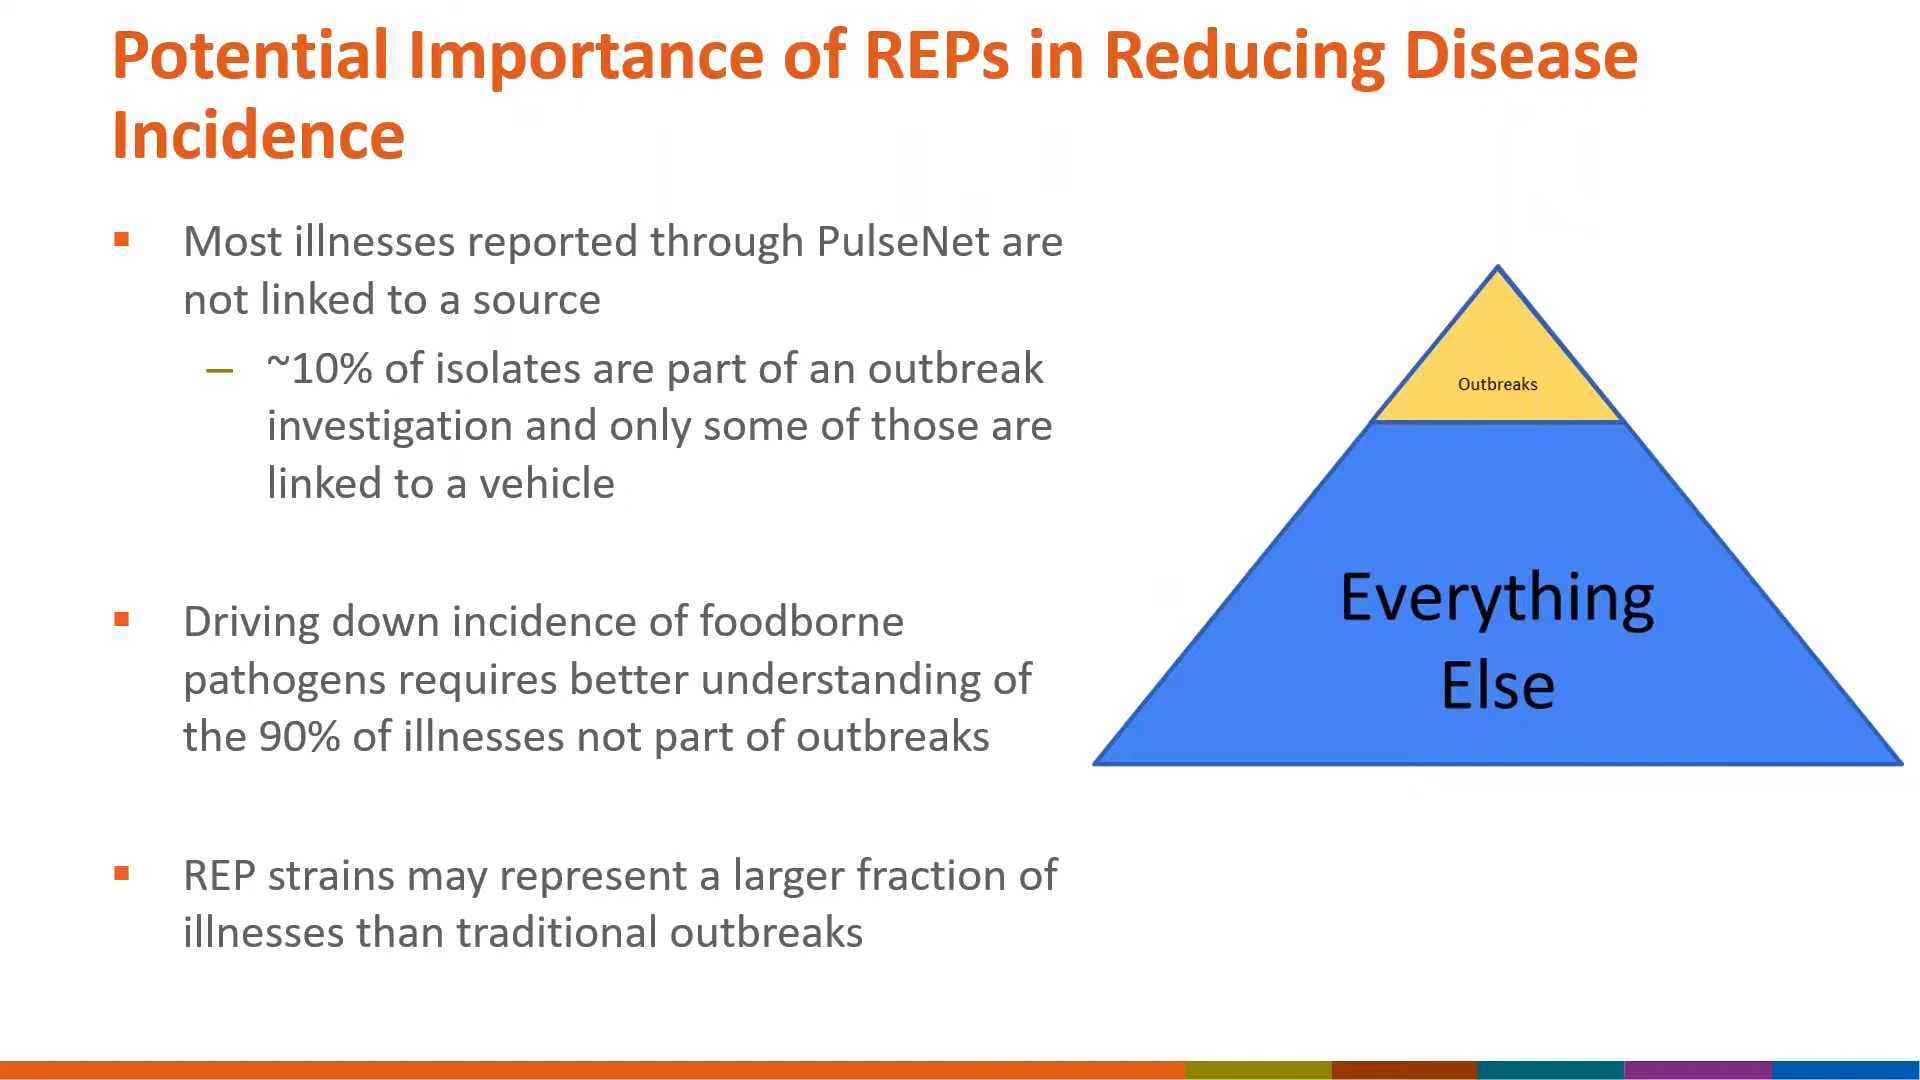 Potential Importance of REPs in Reducing Disease
Incidence
▪ Most illnesses reported through PulseNet are
not linked to a source
– ~10% of isolates are part of an outbreak
investigation and only some of those are
linked to a vehicle
▪ Driving down incidence of foodborne
pathogens requires better understanding of
the 90% of illnesses not part of outbreaks
▪ REP strains may represent a larger fraction of
illnesses than traditional outbreaks
Outbreaks
Everything
Else